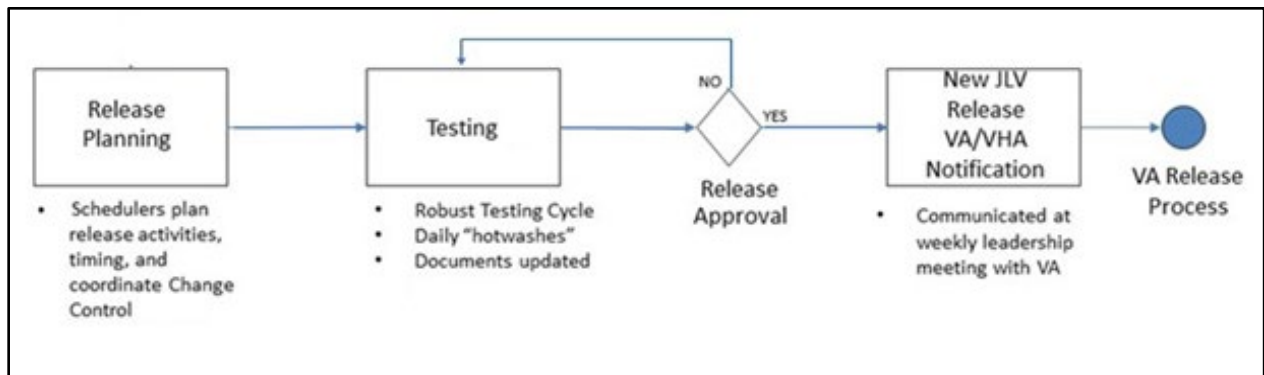 Release
Planning
• Schedulers plan
release activities,
timing, and
coordinate Change
Control
Testing
• Robust Testing Cycle
• Daily “hotwashes”
• Documents updated
NO
YES
Release
Approval
New JLV
Release
VA/VHA
Notification
• Communicated at
weekly leadership
meeting with VA
VA Release
Process